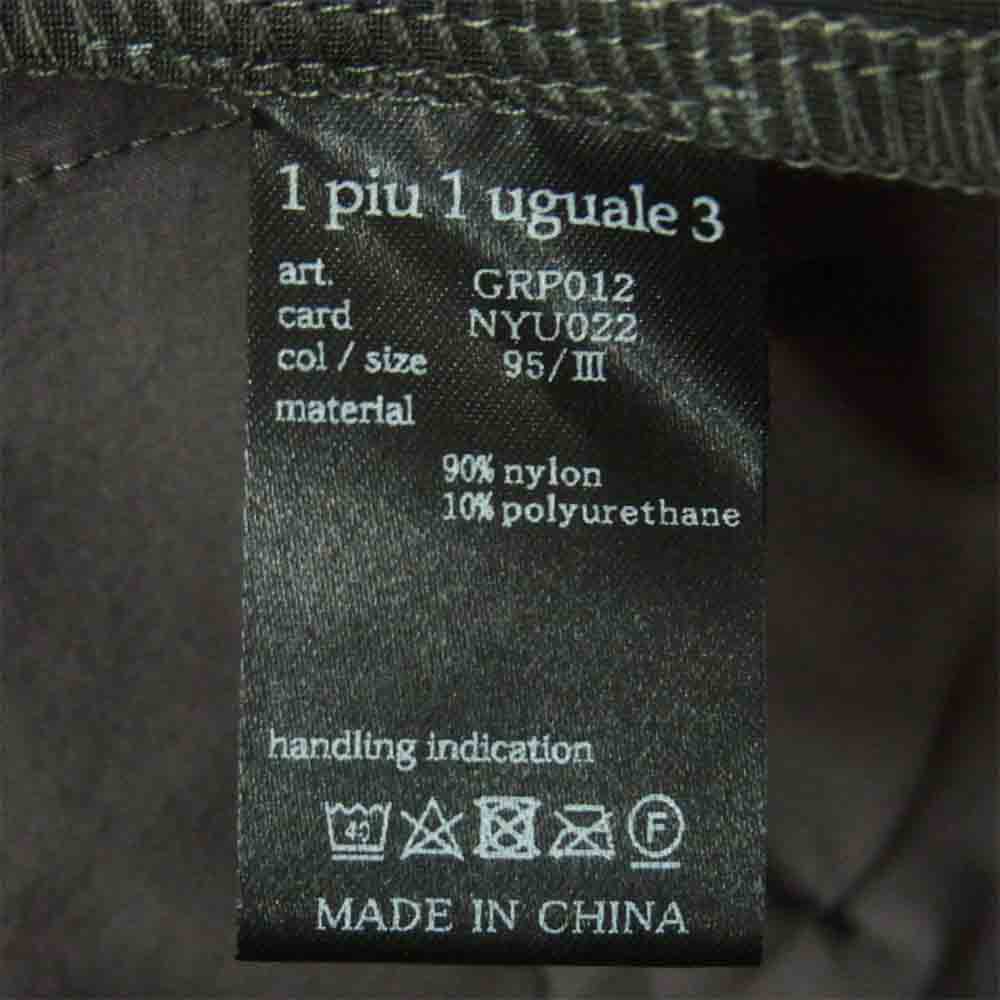 1 piu 1 uguale 3
art. GRP012
card NYU022
col / size 95/III
material
90% nylon
10% polyurethane
handling indication
40 F
MADE IN CHINA